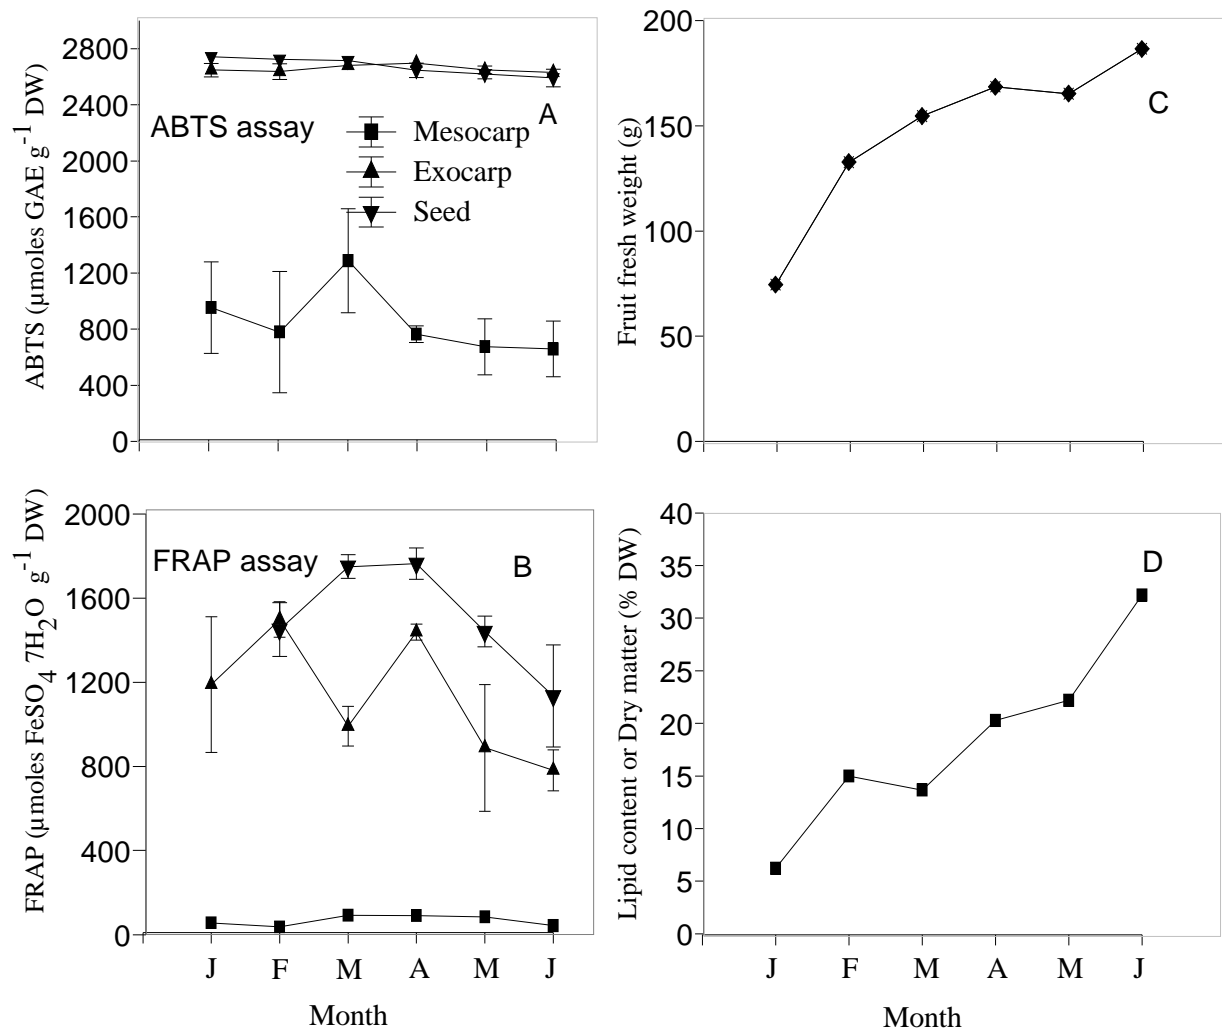 2800
2400
2000
1600
1200
800
400
0
ABTS (µmoles GAE g-1 DW)
ABTS assay
A
Mesocarp
Exocarp
Seed
200
150
100
50
0
Fruit fresh weight (g)
C
2000
1600
1200
800
400
0
FRAP (µmoles FeSO4 7H2O g-1 DW)
FRAP assay
B
J F M A M J
Month
40
35
30
25
20
15
10
5
0
Lipid content or Dry matter (% DW)
D
J F M A M J
Month